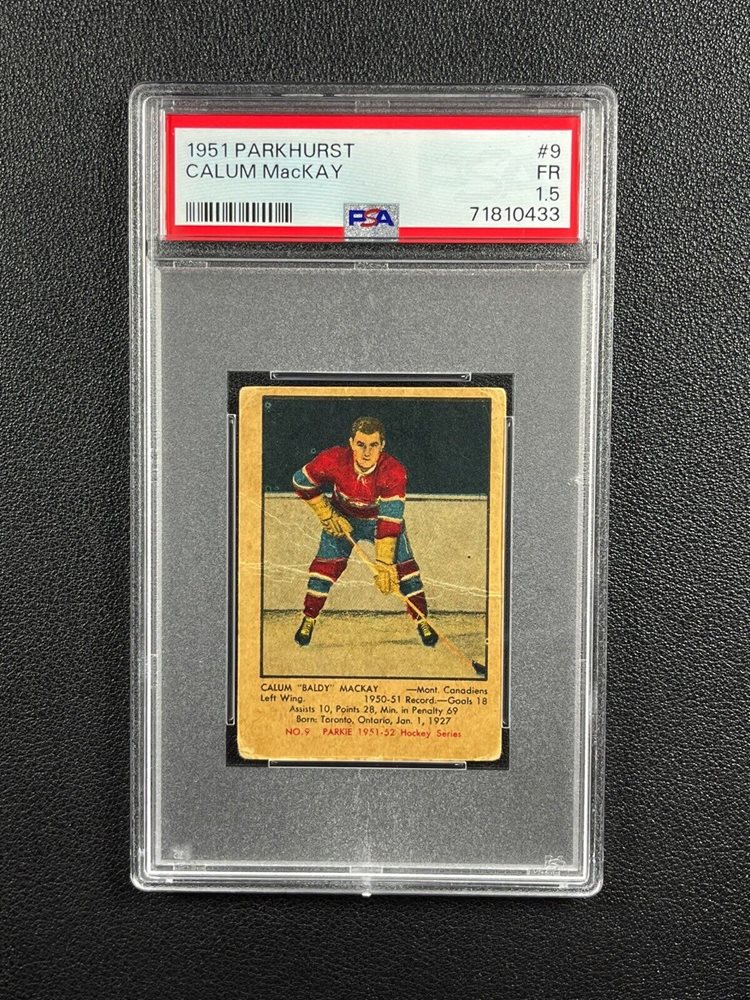 1951 PARKHURST #9
CALUM MacKAY FR
1.5
PSA 71810433
CALUM "BALDY" MACKAY —Mont. Canadiens
Left Wing. 1950-51 Record.—Goals 18
Assists 10, Points 28, Min. in Penalty 69
Born: Toronto, Ontario, Jan. 1, 1927
NO. 9 PARKIE 1951-52 Hockey Series